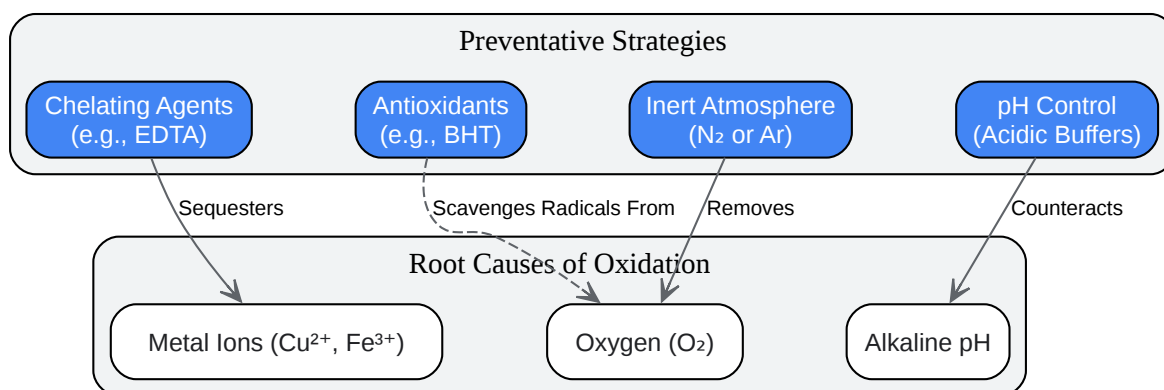 Preventative Strategies
Chelating Agents
(e.g., EDTA)
Antioxidants
(e.g., BHT)
Inert Atmosphere
(N₂ or Ar)
pH Control
(Acidic Buffers)
Sequesters
Scavenges Radicals From
Removes
Counteracts
Root Causes of Oxidation
Metal Ions (Cu²⁺, Fe³⁺)
Oxygen (O₂)
Alkaline pH